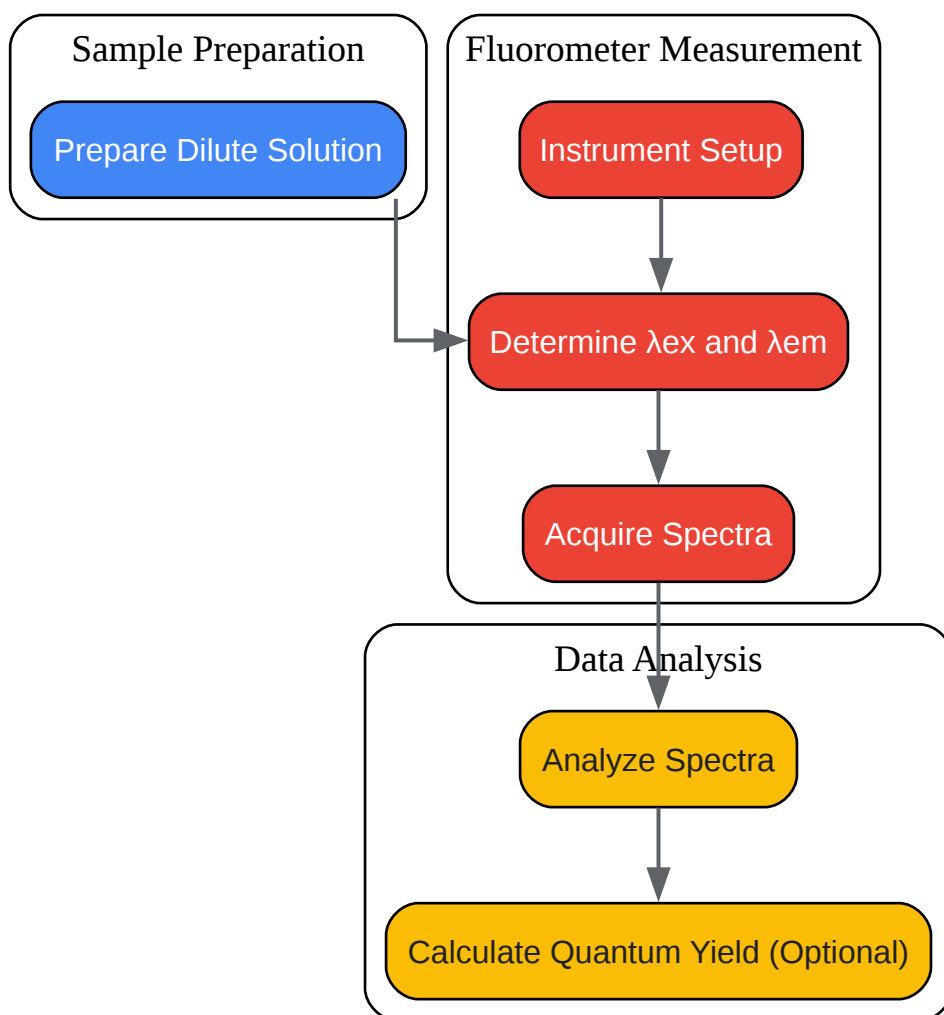 Sample Preparation
Prepare Dilute Solution
Fluorometer Measurement
Instrument Setup
Determine λex and λem
Acquire Spectra
Data Analysis
Analyze Spectra
Calculate Quantum Yield (Optional)